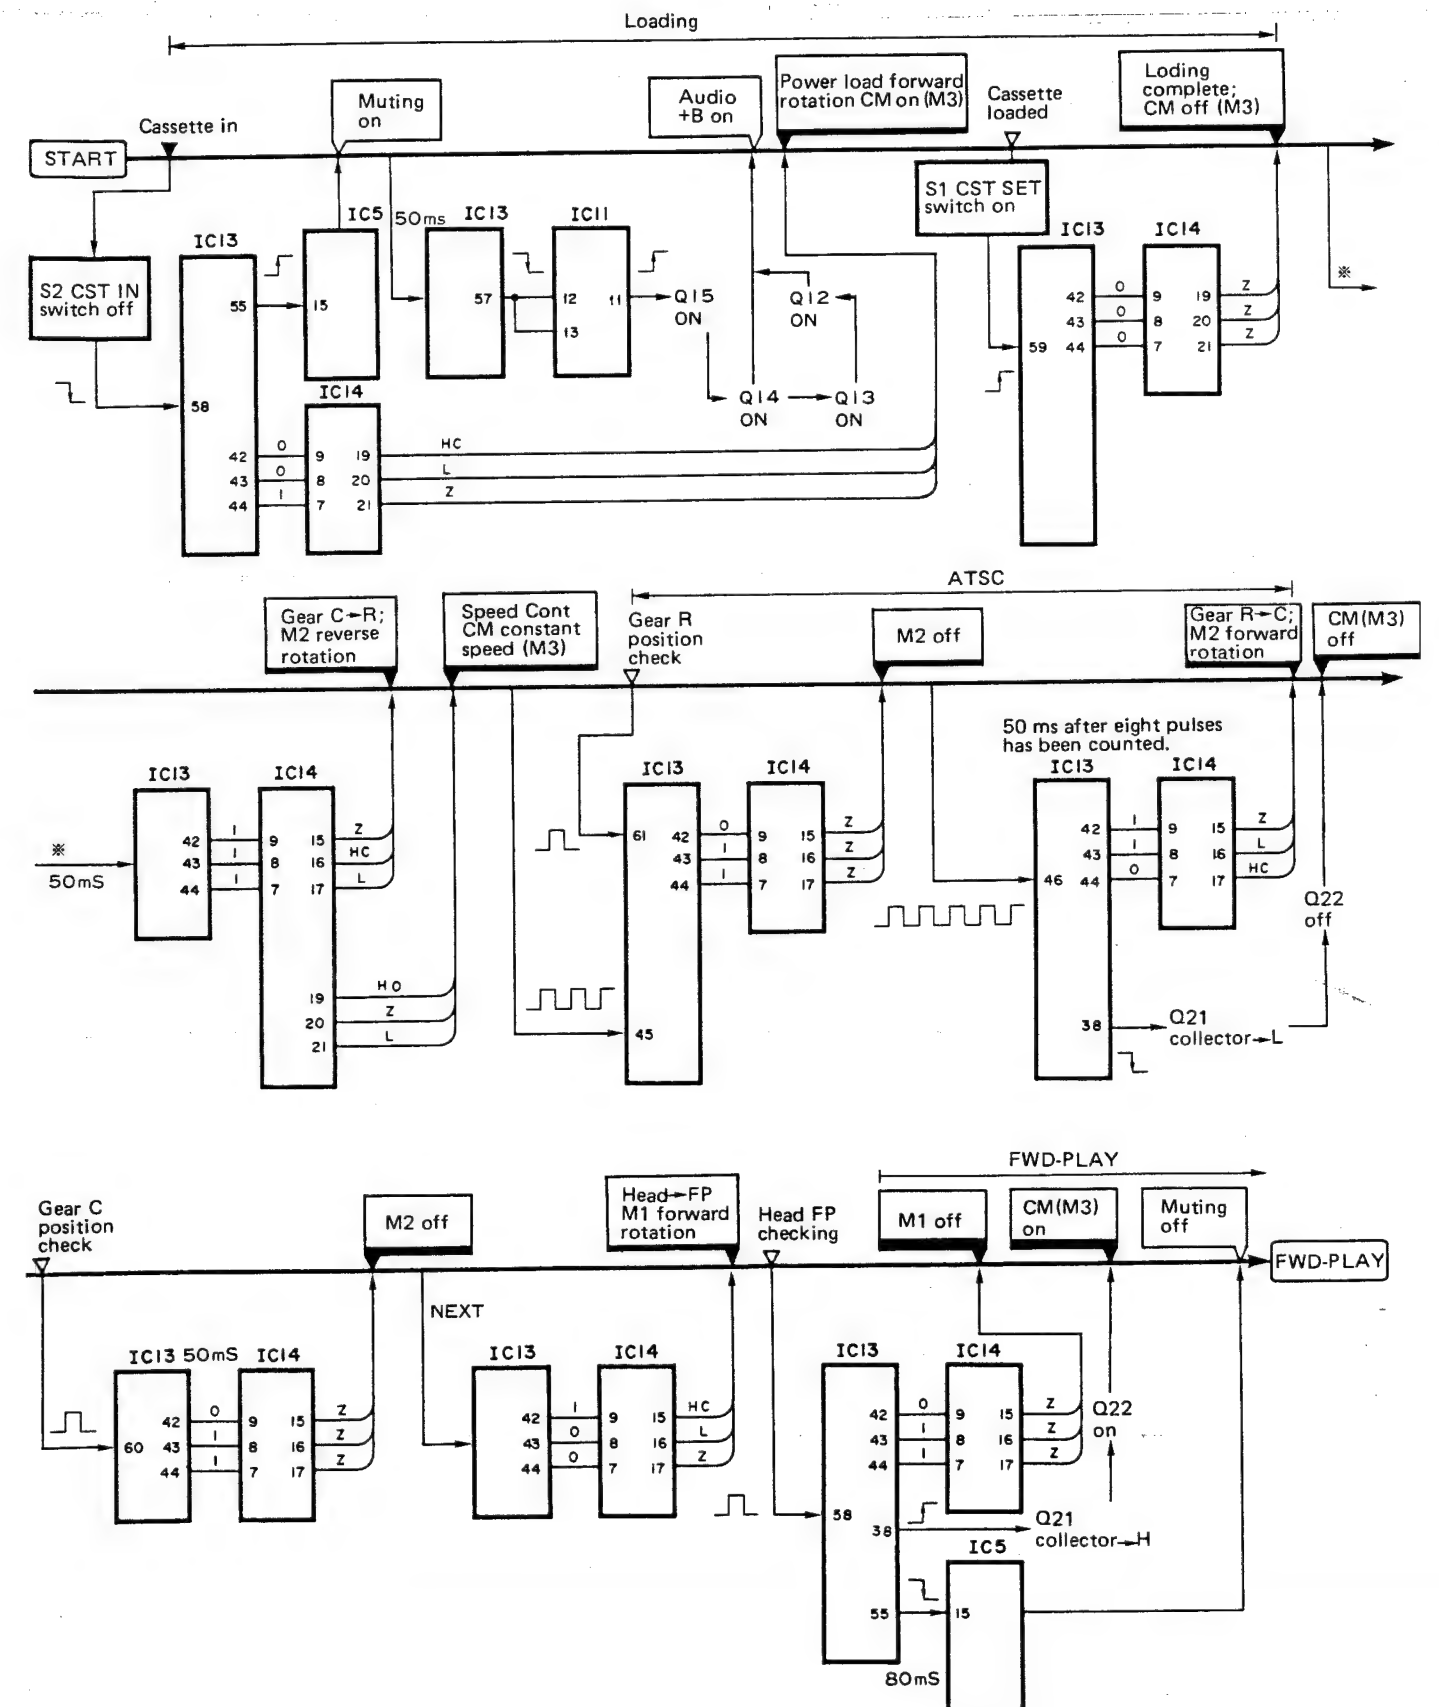 Loading
Muting
on
Audio
+B on
Power load forward
rotation CM on (M3)
Cassette
loaded
Loding
complete;
CM off (M3)
START
Cassette in
S2 CST IN
switch off
IC13
55
58
42
43
44
IC5
15
50ms
IC13
57
IC11
12
13
11
Q15
ON
Q12
ON
Q14
ON
Q13
ON
IC14
0
0
1
9
8
7
19
20
21
HC
L
Z
S1 CST SET
switch on
IC13
59
42
43
44
0
0
0
IC14
9
8
7
19
20
21
Z
Z
Z
※
Gear C→R;
M2 reverse
rotation
Speed Cont
CM constant
speed (M3)
ATSC
Gear R
position
check
M2 off
Gear R→C;
M2 forward
rotation
CM(M3)
off
※
50mS
IC13
42
43
44
1
1
1
IC14
9
8
7
15
16
17
Z
HC
L
19
20
21
HO
Z
L
IC13
61
45
42
43
44
0
1
1
IC14
9
8
7
15
16
17
Z
Z
Z
50 ms after eight pulses
has been counted.
IC13
46
42
43
44
38
1
1
0
IC14
9
8
7
15
16
17
Z
L
HC
Q22
off
Q21
collector→L
Gear C
position
check
M2 off
Head→FP
M1 forward
rotation
Head FP
checking
FWD-PLAY
M1 off
CM(M3)
on
Muting
off
FWD-PLAY
NEXT
IC13 50mS
60
42
43
44
0
1
1
IC14
9
8
7
15
16
17
Z
Z
Z
IC13
42
43
44
1
0
0
IC14
9
8
7
15
16
17
HC
L
Z
IC13
58
42
43
44
38
55
0
1
1
IC14
9
8
7
15
16
17
Z
Z
Z
Q22
on
Q21
collector→H
IC5
15
80mS